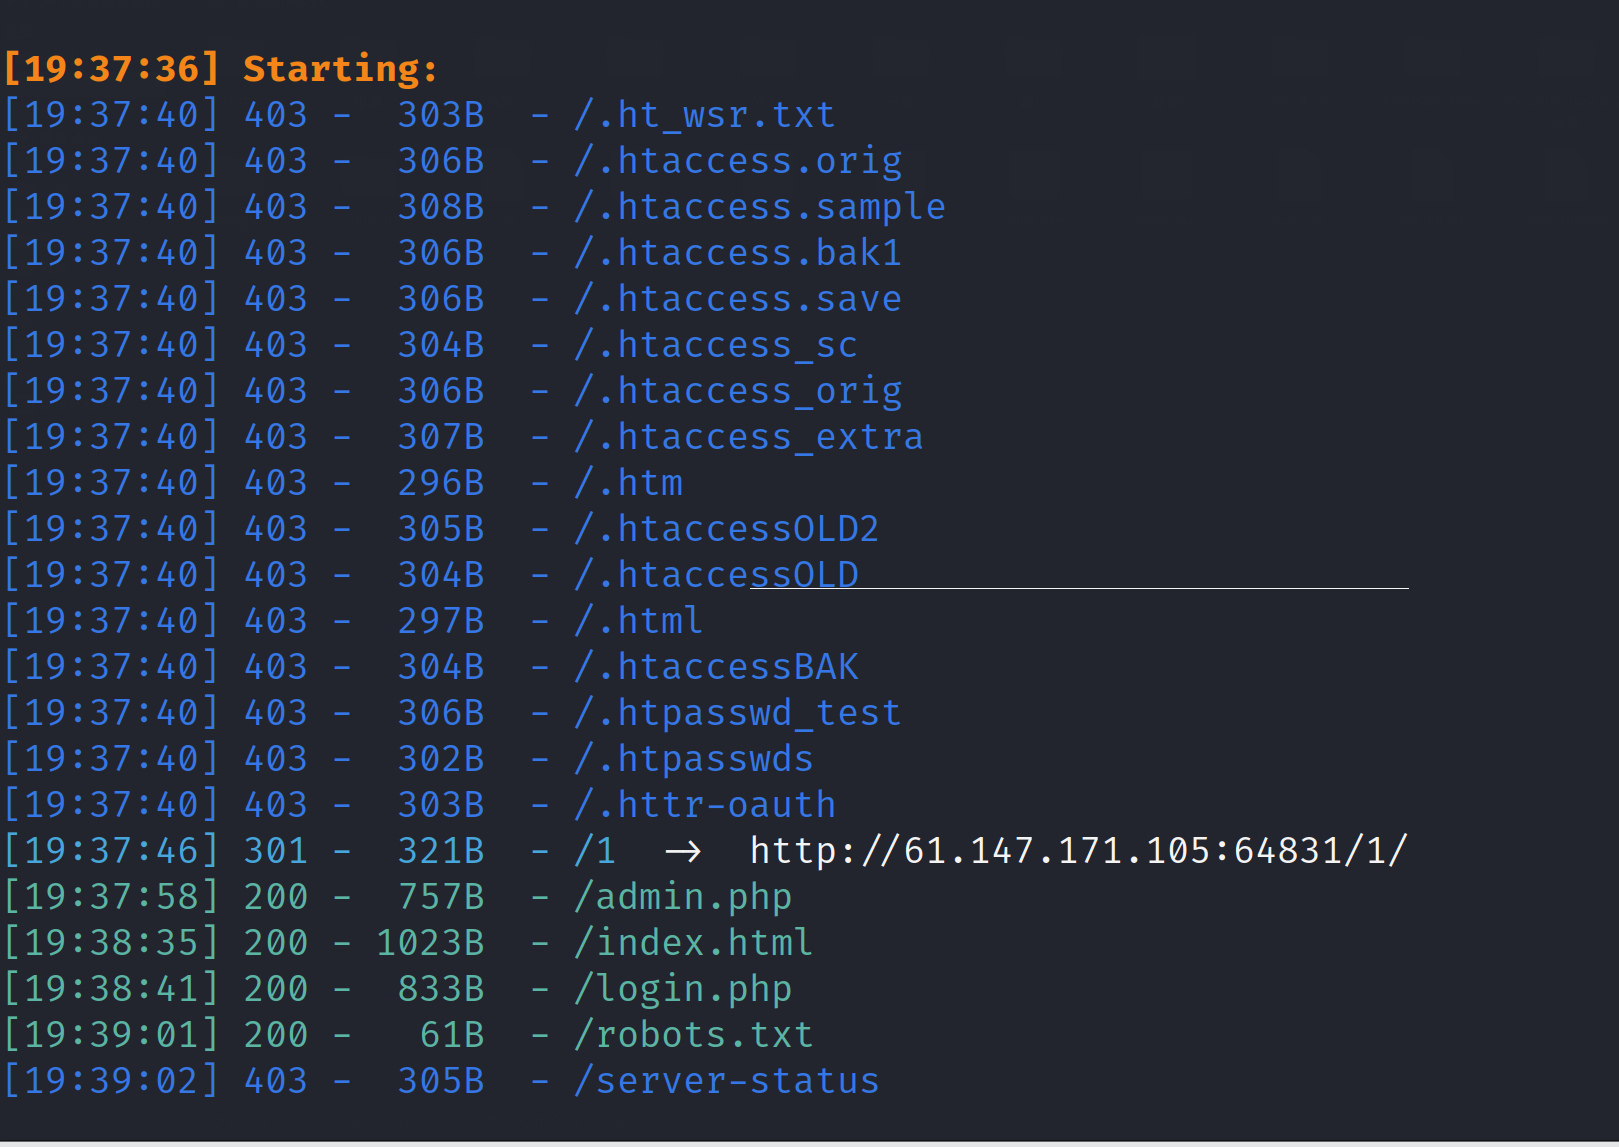 [19:37:36] Starting:
[19:37:40] 403 -  303B  - /.ht_wsr.txt
[19:37:40] 403 -  306B  - /.htaccess.orig
[19:37:40] 403 -  308B  - /.htaccess.sample
[19:37:40] 403 -  306B  - /.htaccess.bak1
[19:37:40] 403 -  306B  - /.htaccess.save
[19:37:40] 403 -  304B  - /.htaccess_sc
[19:37:40] 403 -  306B  - /.htaccess_orig
[19:37:40] 403 -  307B  - /.htaccess_extra
[19:37:40] 403 -  296B  - /.htm
[19:37:40] 403 -  305B  - /.htaccessOLD2
[19:37:40] 403 -  304B  - /.htaccessOLD
[19:37:40] 403 -  297B  - /.html
[19:37:40] 403 -  304B  - /.htaccessBAK
[19:37:40] 403 -  306B  - /.htpasswd_test
[19:37:40] 403 -  302B  - /.htpasswds
[19:37:40] 403 -  303B  - /.httr-oauth
[19:37:46] 301 -  321B  - /1  →  http://61.147.171.105:64831/1/
[19:37:58] 200 -  757B  - /admin.php
[19:38:35] 200 - 1023B  - /index.html
[19:38:41] 200 -  833B  - /login.php
[19:39:01] 200 -   61B  - /robots.txt
[19:39:02] 403 -  305B  - /server-status